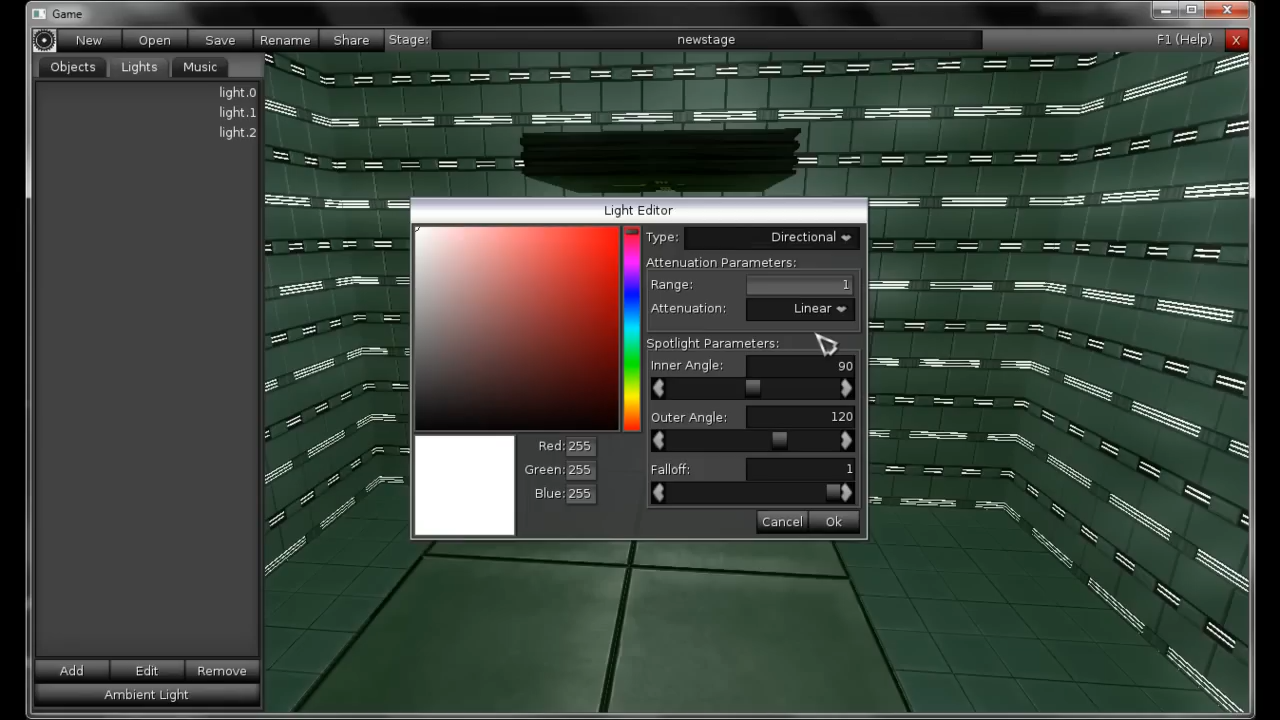 Game
New Open Save Rename Share Stage: newstage F1 (Help) X
Objects Lights Music
light.0
light.1
light.2
Light Editor
Type: Directional
Attenuation Parameters:
Range: 1
Attenuation: Linear
Spotlight Parameters:
Inner Angle: 90
Outer Angle: 120
Falloff: 1
Red: 255
Green: 255
Blue: 255
Cancel Ok
Add Edit Remove
Ambient Light